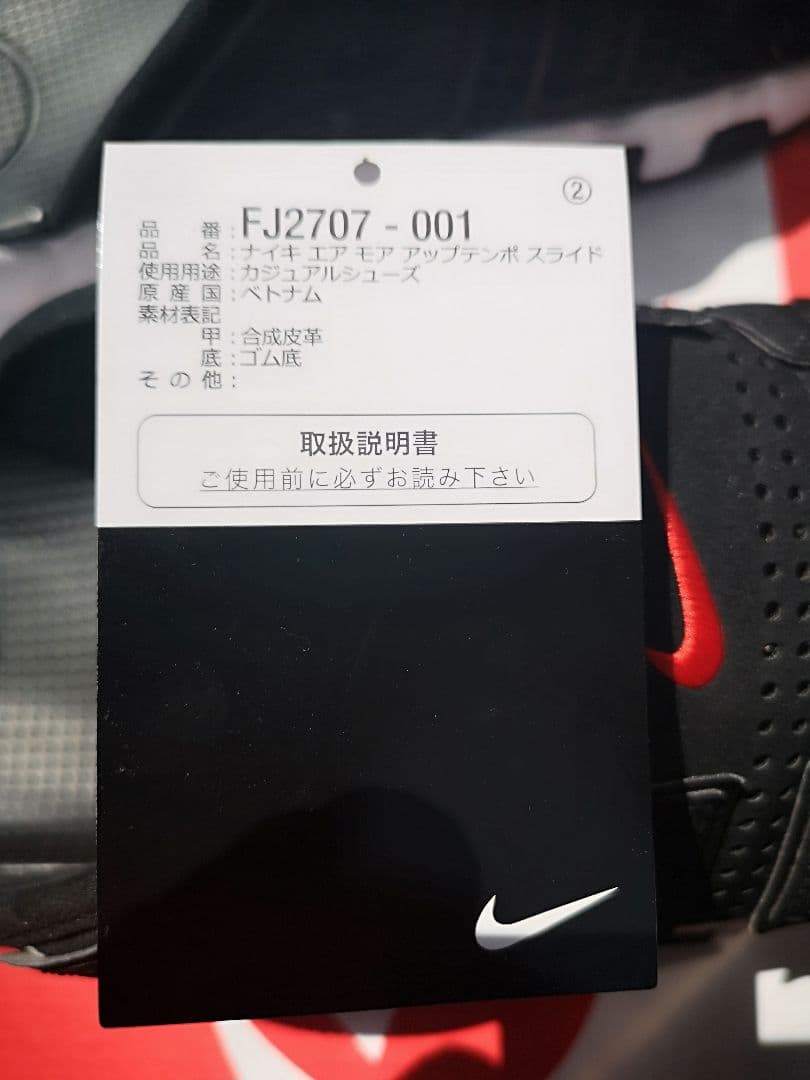 ②
品 番 : FJ2707 - 001
品 名 : ナイキ エア モア アップテンポ スライド
使用用途 : カジュアルシューズ
原 産 国 : ベトナム
素材表記
甲 : 合成皮革
底 : ゴム底
そ の 他 :
取扱説明書
ご使用前に必ずお読み下さい